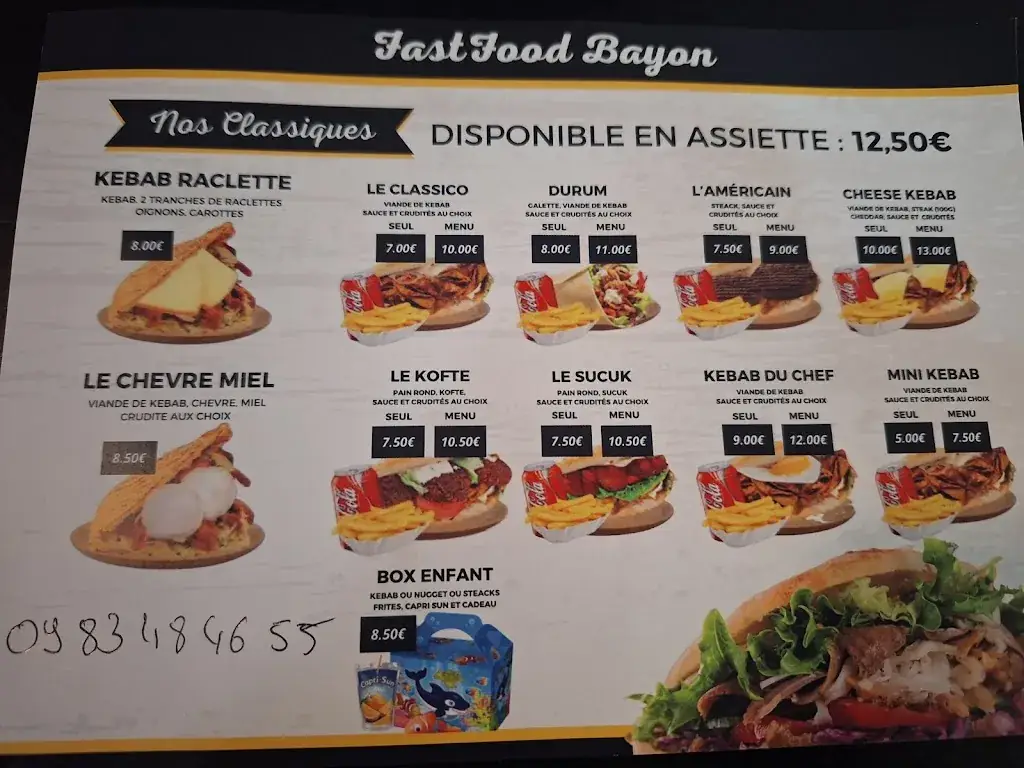 FastFood Bayon
Nos Classiques
DISPONIBLE EN ASSIETTE : 12,50€
KEBAB RACLETTE
KEBAB, 2 TRANCHES DE RACLETTES
OIGNONS, CAROTTES
8.00€
LE CLASSICO
VIANDE DE KEBAB
SAUCE ET CRUDITÉS AU CHOIX
SEUL MENU
7.00€ 10.00€
DURUM
GALETTE, VIANDE DE KEBAB
SAUCE ET CRUDITÉS AU CHOIX
SEUL MENU
8.00€ 11.00€
L'AMÉRICAIN
STEACK, SAUCE ET
CRUDITÉS AU CHOIX
SEUL MENU
7.50€ 9.00€
CHEESE KEBAB
VIANDE DE KEBAB, STEAK (100G)
CHEDDAR, SAUCE ET CRUDITÉS
SEUL MENU
10.00€ 13.00€
LE CHEVRE MIEL
VIANDE DE KEBAB, CHEVRE, MIEL
CRUDITE AUX CHOIX
8.50€
LE KOFTE
PAIN ROND, KOFTE,
SAUCE ET CRUDITÉS AU CHOIX
SEUL MENU
7.50€ 10.50€
LE SUCUK
PAIN ROND, SUCUK
SAUCE ET CRUDITÉS AU CHOIX
SEUL MENU
7.50€ 10.50€
KEBAB DU CHEF
VIANDE DE KEBAB
SAUCE ET CRUDITÉS AU CHOIX
SEUL MENU
9.00€ 12.00€
MINI KEBAB
VIANDE DE KEBAB
SAUCE ET CRUDITÉS AU CHOIX
SEUL MENU
5.00€ 7.50€
BOX ENFANT
KEBAB OU NUGGET OU STEACKS
FRITES, CAPRI SUN ET CADEAU
8.50€
Capri-Sun
09 83 48 46 55